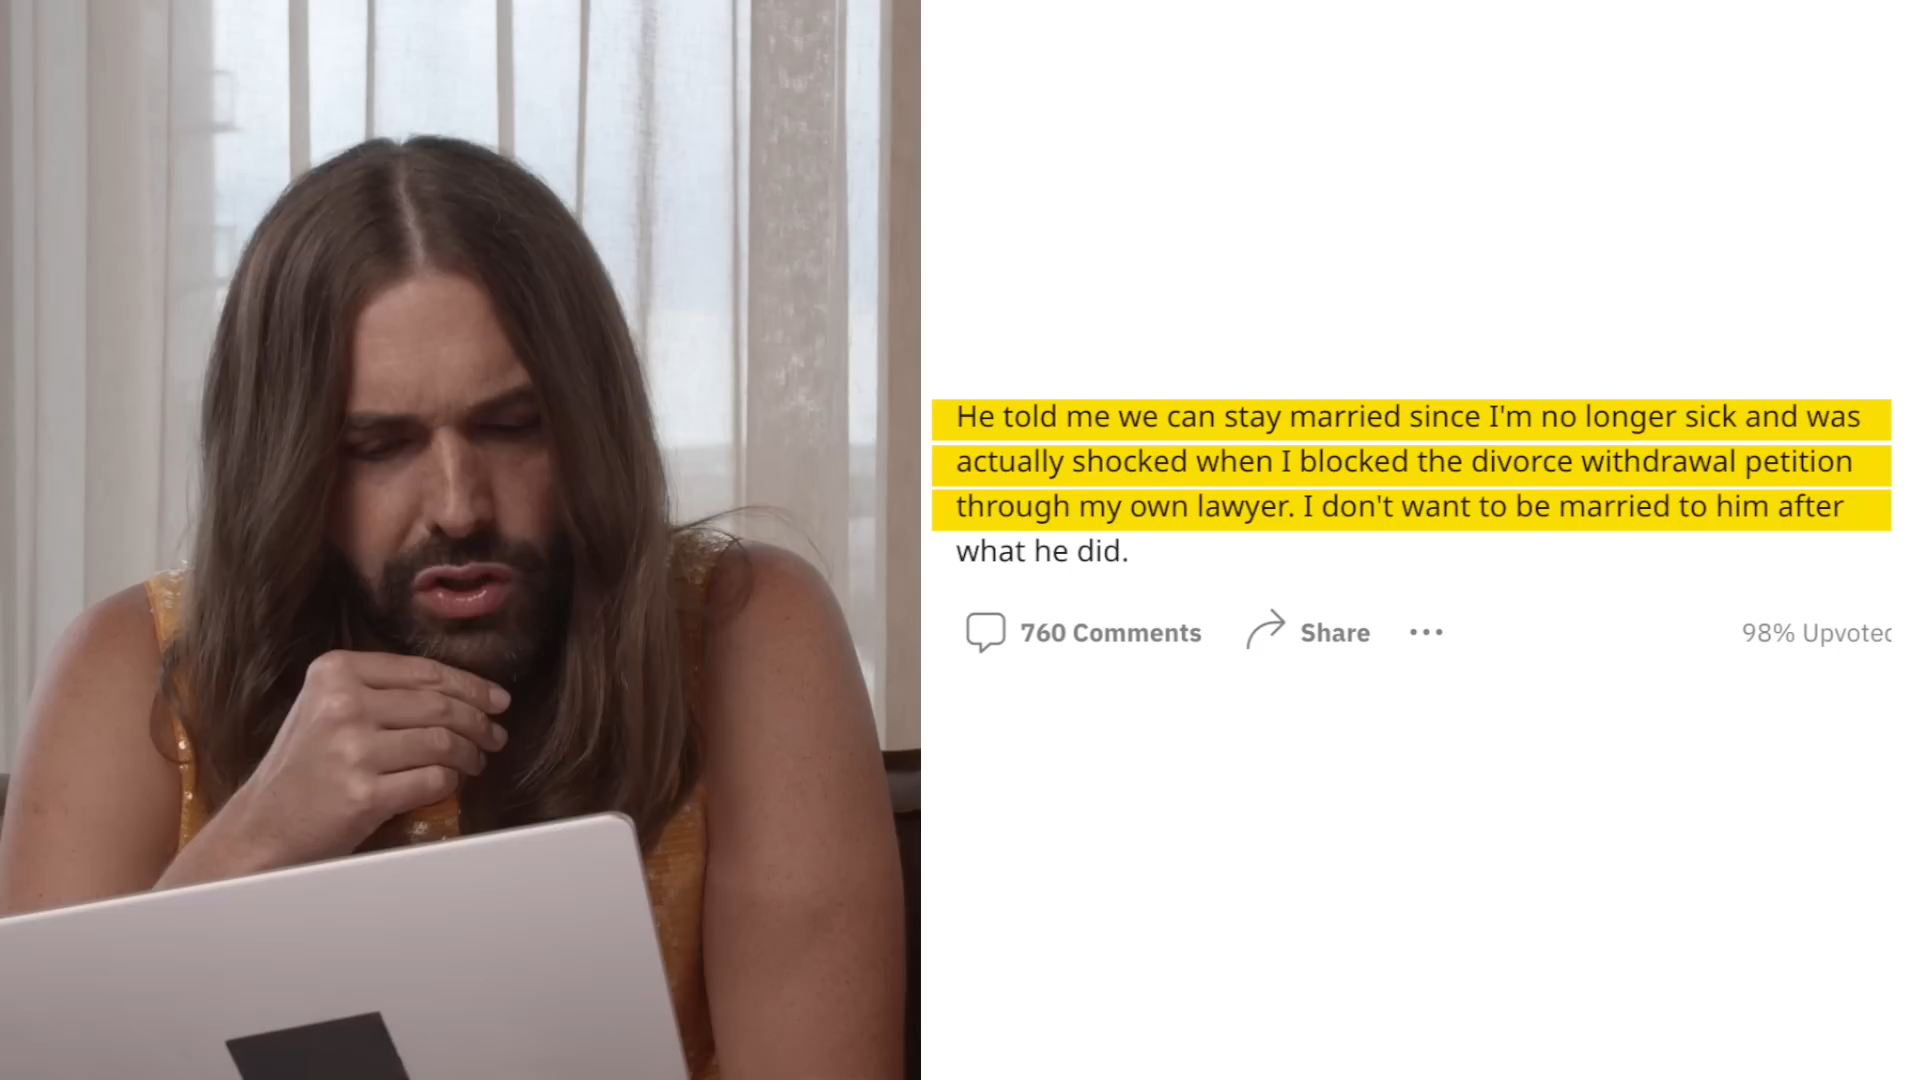 He told me we can stay married since I'm no longer sick and was
actually shocked when I blocked the divorce withdrawal petition
through my own lawyer. I don't want to be married to him after
what he did.
760 Comments Share 98% Upvoted